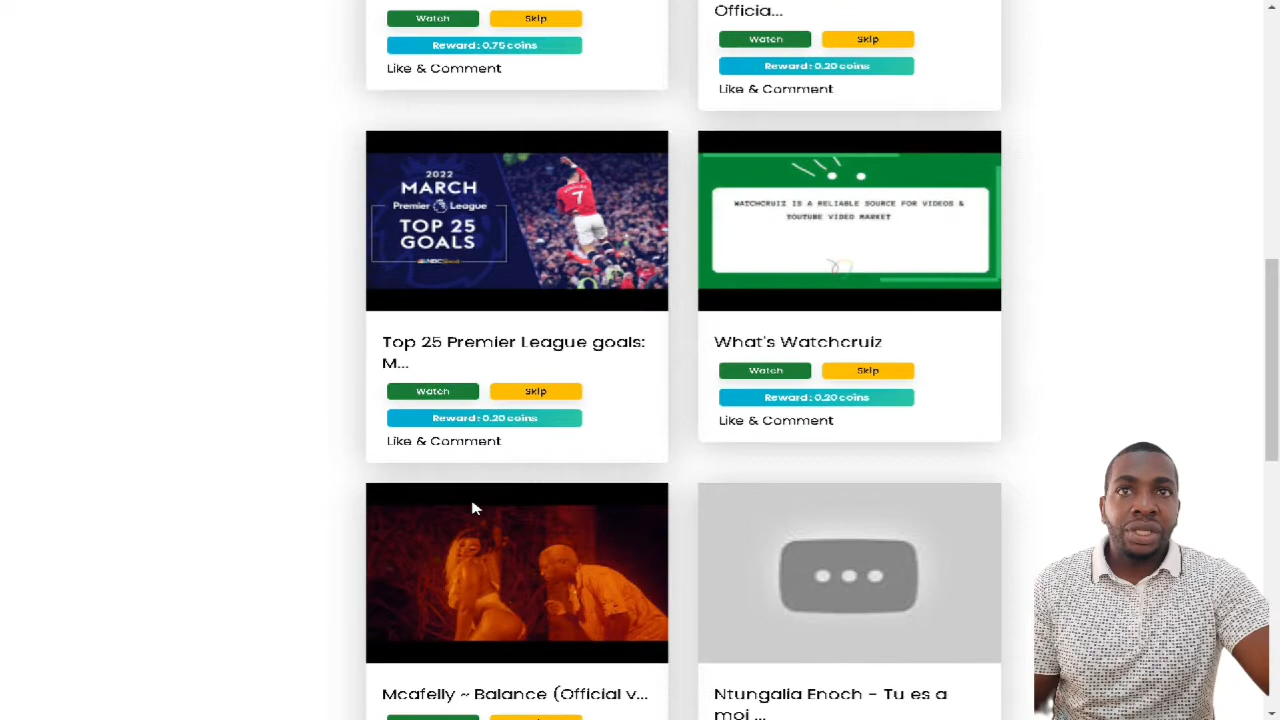 Watch Skip
Reward : 0.75 coins
Like & Comment
Officia...
Watch Skip
Reward : 0.20 coins
Like & Comment
2022
MARCH
Premier League
TOP 25
GOALS
NBC
7
Top 25 Premier League goals:
M...
Watch Skip
Reward : 0.20 coins
Like & Comment
WATCHCRUIZ IS A RELIABLE SOURCE FOR VIDEOS &
YOUTUBE VIDEO MARKET
What's Watchcruiz
Watch Skip
Reward : 0.20 coins
Like & Comment
Mcafelly ~ Balance (Official v...
Ntungalia Enoch - Tu es a
moi ...